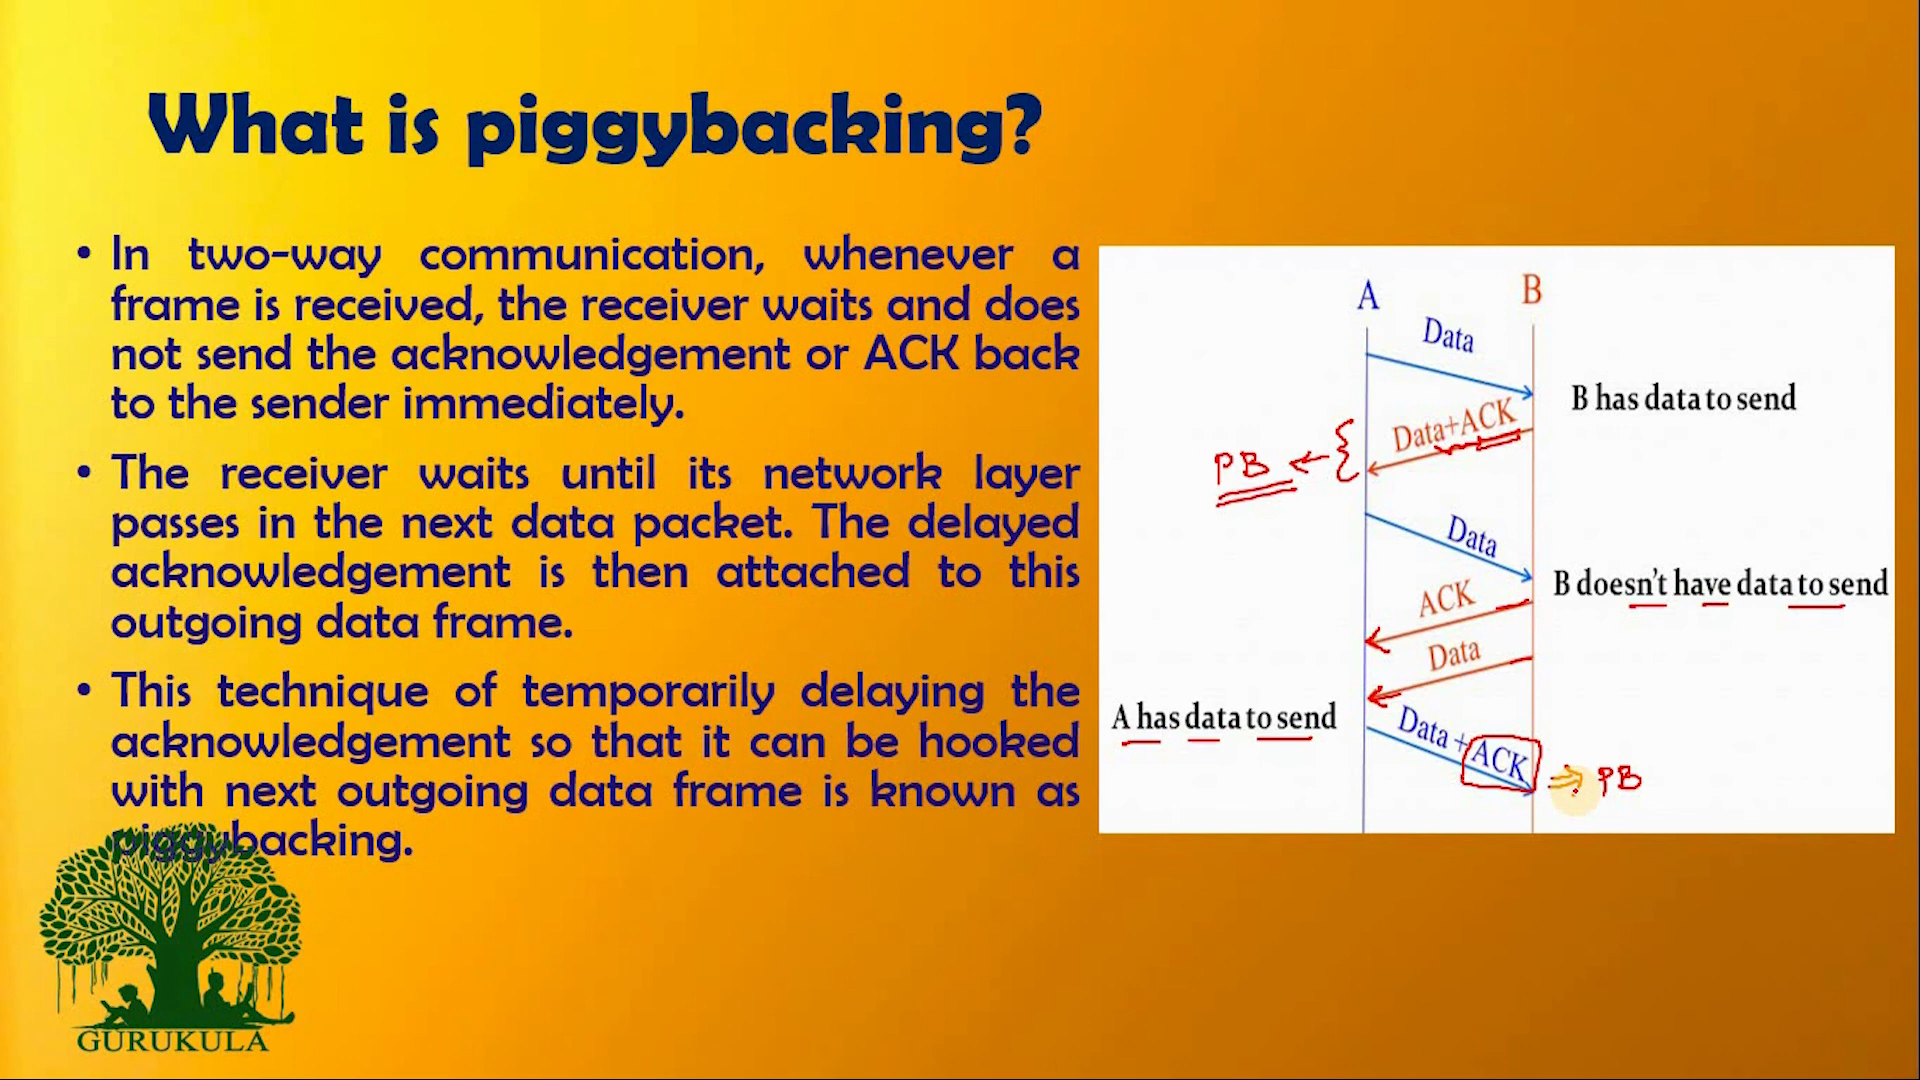 What is piggybacking?
• In two-way communication, whenever a
frame is received, the receiver waits and does
not send the acknowledgement or ACK back
to the sender immediately.
• The receiver waits until its network layer
passes in the next data packet. The delayed
acknowledgement is then attached to this
outgoing data frame.
• This technique of temporarily delaying the
acknowledgement so that it can be hooked
with next outgoing data frame is known as
piggybacking.
GURUKULA
A
B
Data
B has data to send
Data+ACK
PB
Data
B doesn't have data to send
ACK
Data
A has data to send
Data + ACK
PB